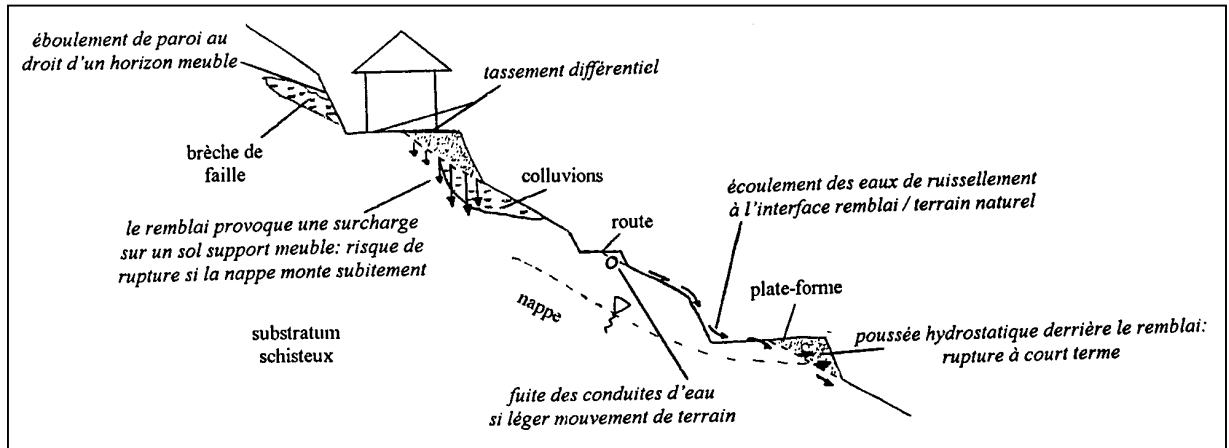 éboulement de paroi au
droit d'un horizon meuble
tassement différentiel
brèche de
faille
colluvions
le remblai provoque une surcharge
sur un sol support meuble: risque de
rupture si la nappe monte subitement
écoulement des eaux de ruissellement
à l'interface remblai / terrain naturel
route
nappe
plate-forme
substratum
schisteux
poussée hydrostatique derrière le remblai:
rupture à court terme
fuite des conduites d'eau
si léger mouvement de terrain